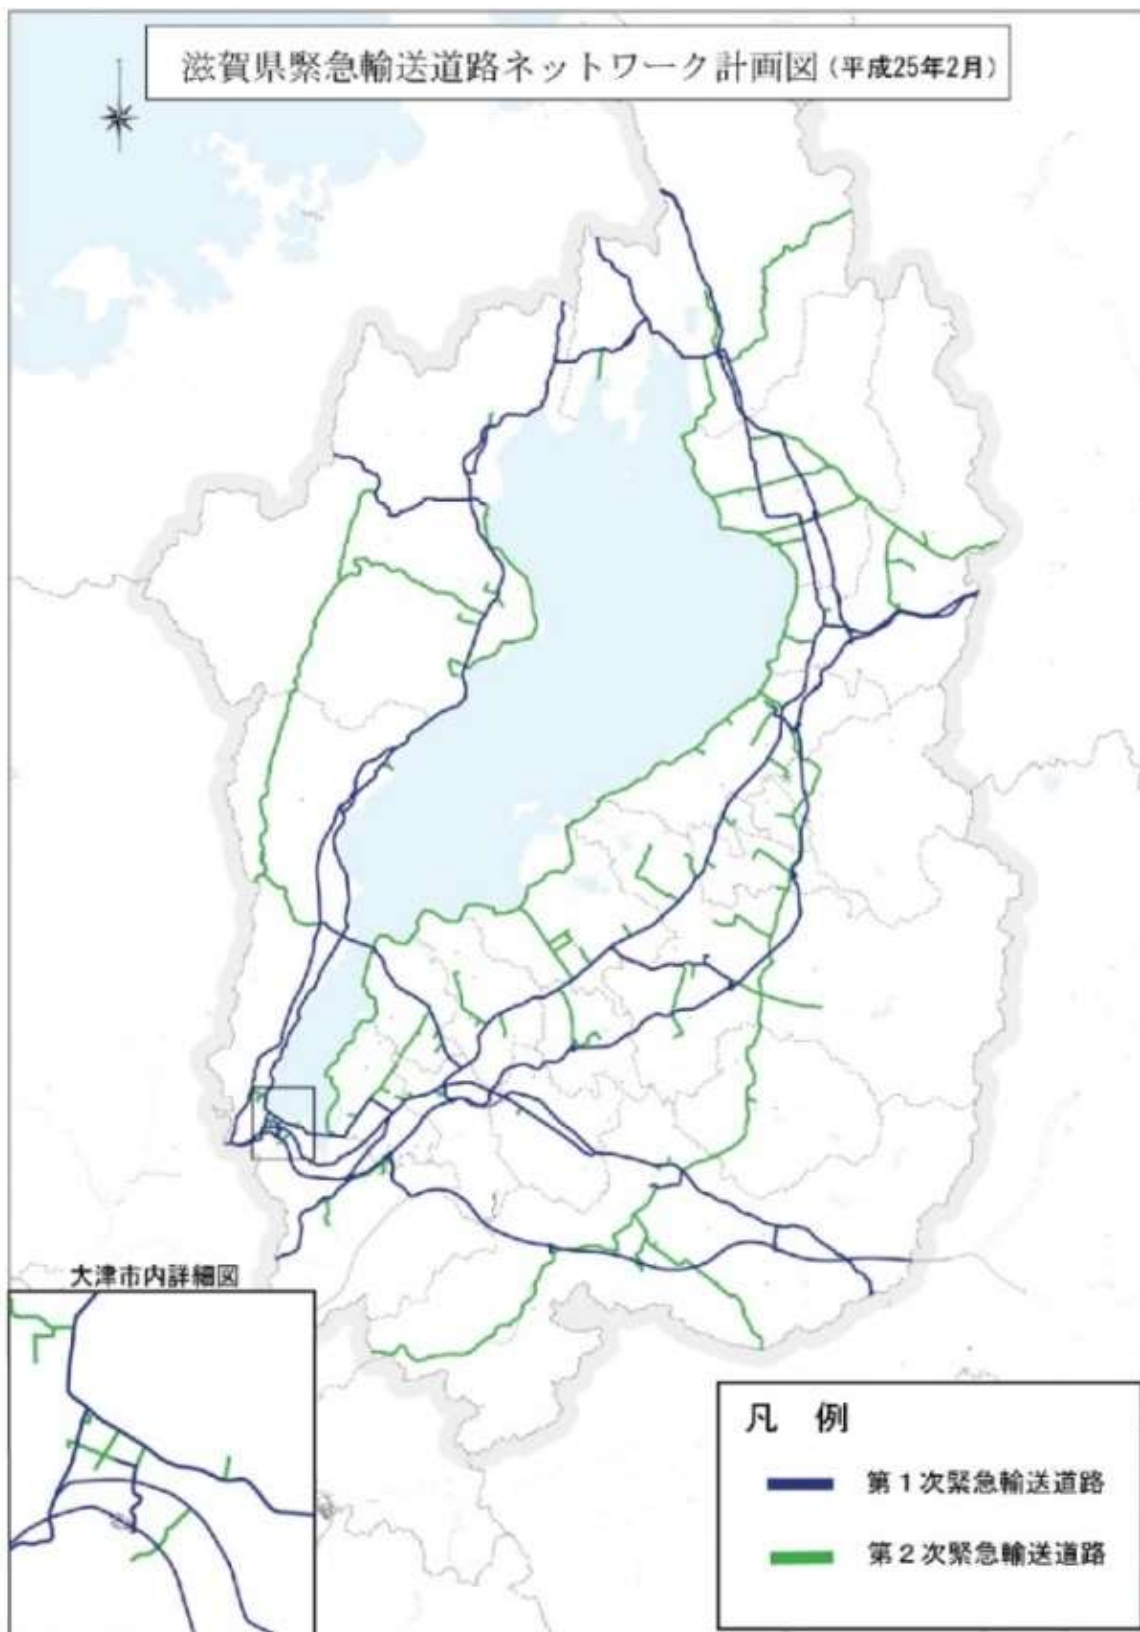 滋賀県緊急輸送道路ネットワーク計画図(平成25年2月)
大津市内詳細図
凡 例
第1次緊急輸送道路
第2次緊急輸送道路